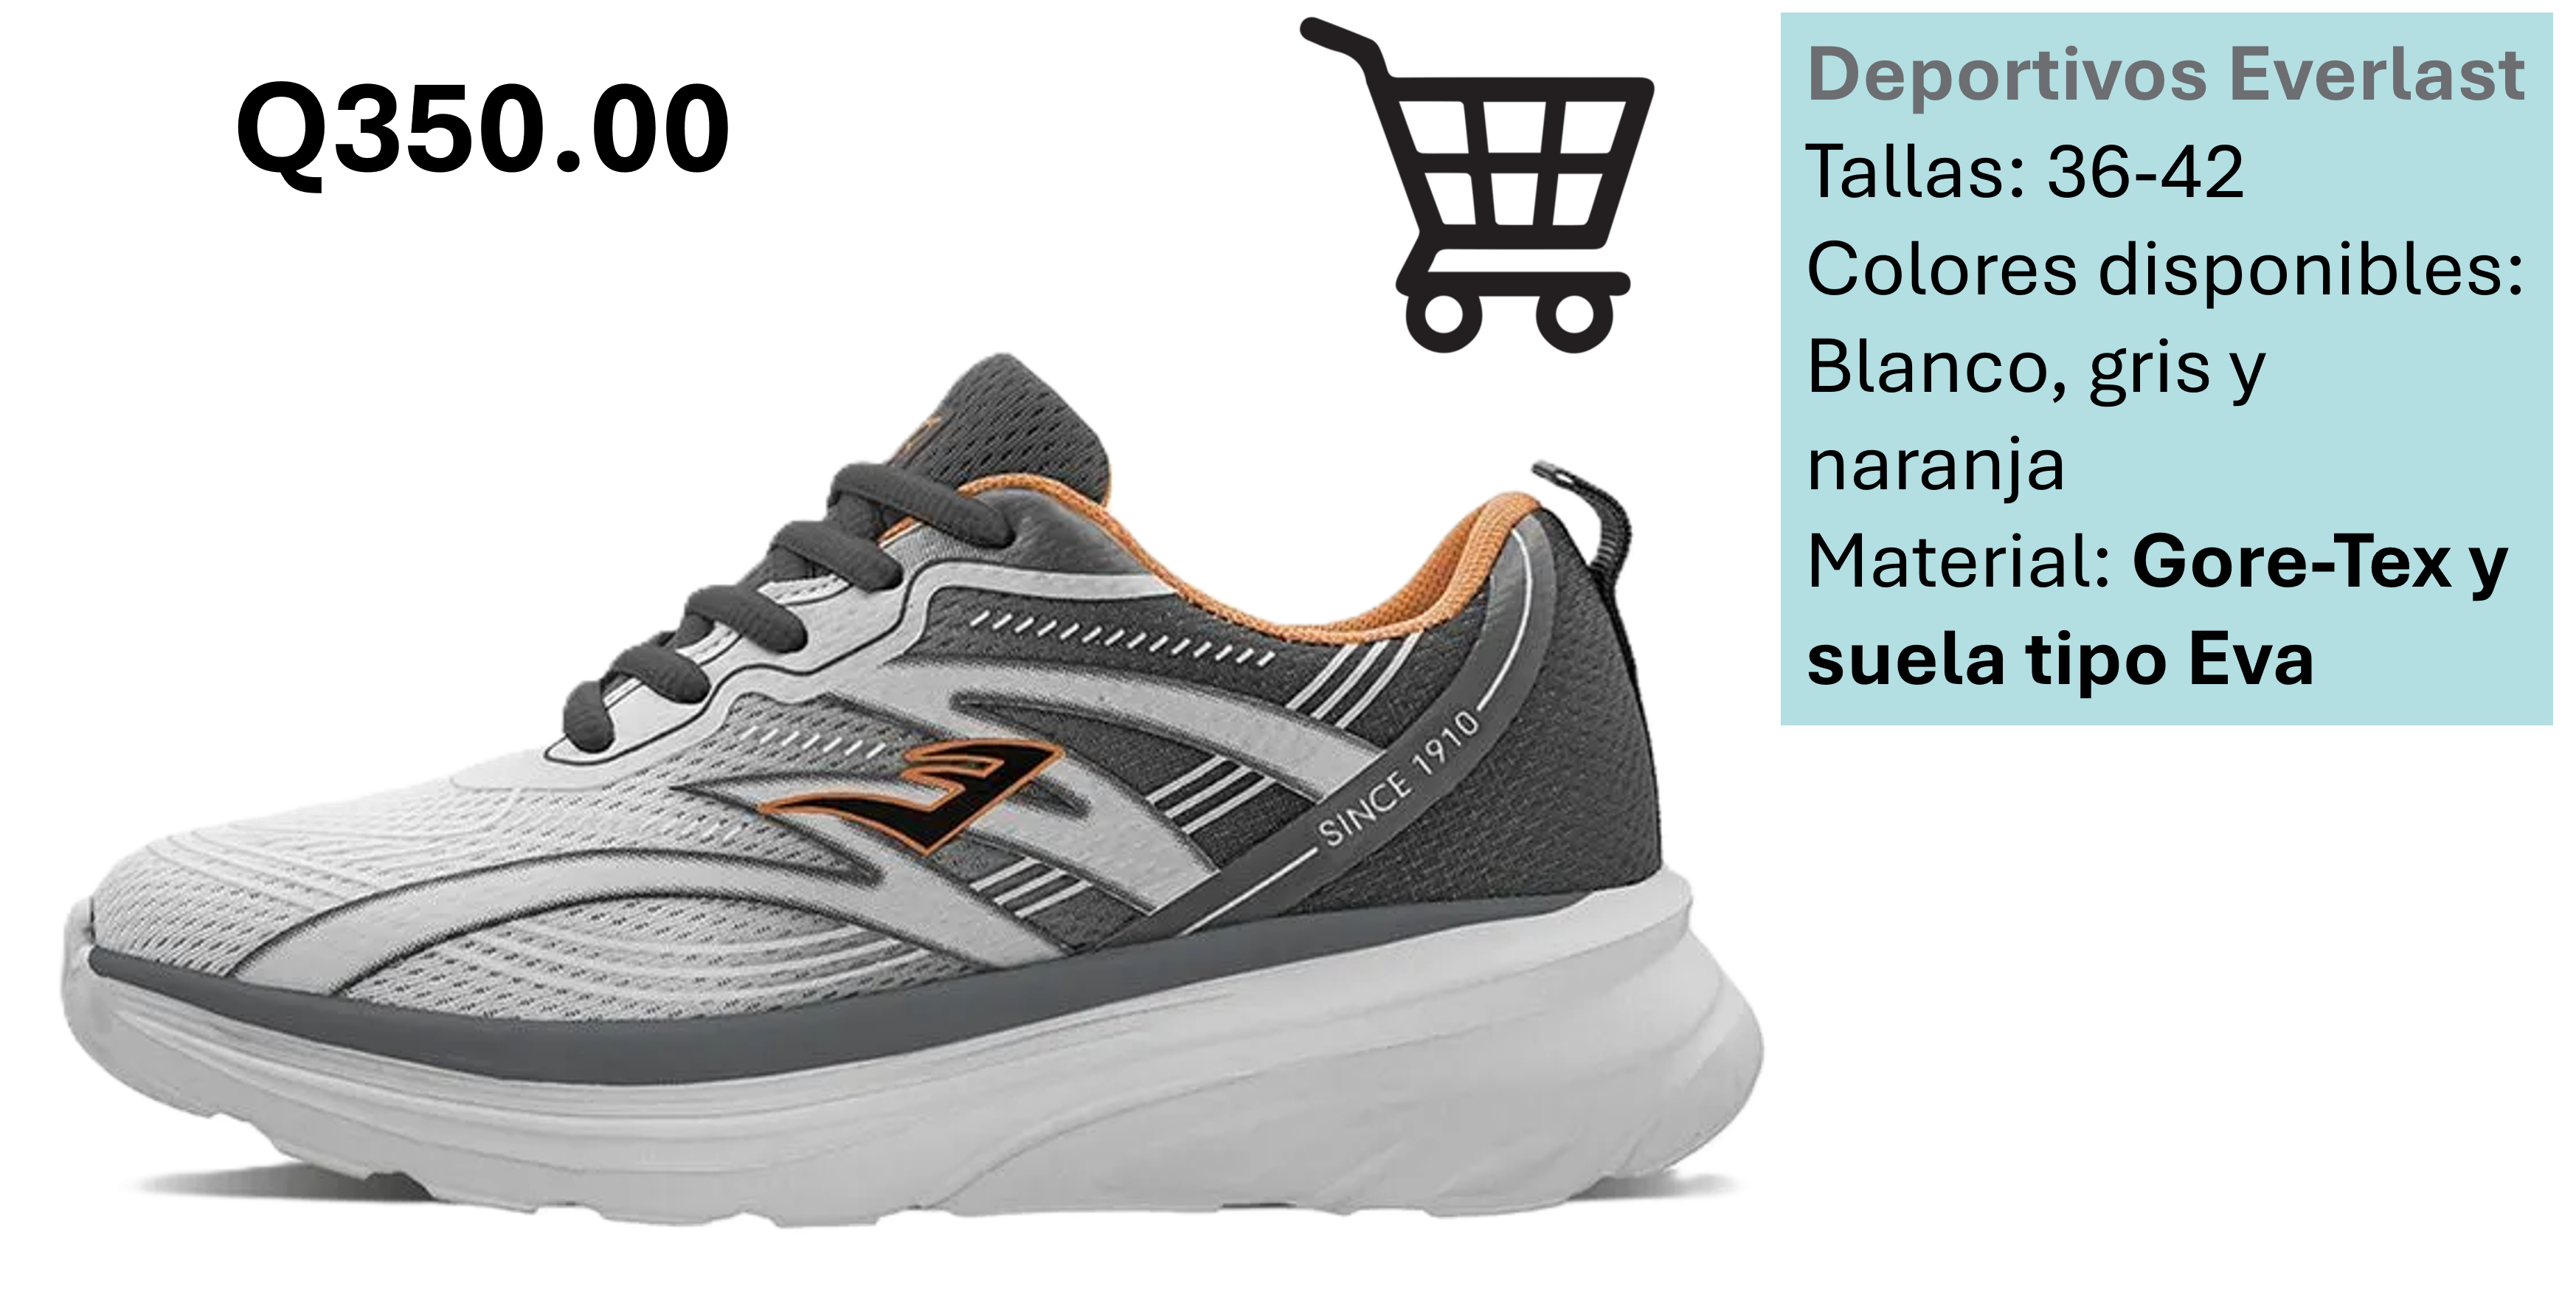 Q350.00
Deportivos Everlast
Tallas: 36-42
Colores disponibles:
Blanco, gris y
naranja
Material: Gore-Tex y
suela tipo Eva
SINCE 1910